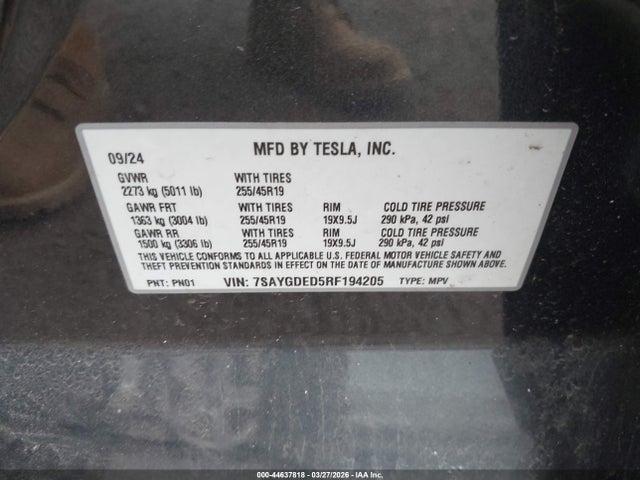 09/24 MFD BY TESLA, INC.
GVWR WITH TIRES
2273 kg (5011 lb) 255/45R19
GAWR FRT WITH TIRES RIM COLD TIRE PRESSURE
1363 kg (3004 lb) 255/45R19 19X9.5J 290 kPa, 42 psi
GAWR RR WITH TIRES RIM COLD TIRE PRESSURE
1500 kg (3306 lb) 255/45R19 19X9.5J 290 kPa, 42 psi
THIS VEHICLE CONFORMS TO ALL APPLICABLE U.S. FEDERAL MOTOR VEHICLE SAFETY AND
THEFT PREVENTION STANDARDS IN EFFECT ON THE DATE OF MANUFACTURE SHOWN ABOVE.
PNT: PN01 VIN: 7SAYGDED5RF194205 TYPE: MPV
000-44637818 | 03/27/2026 | IAA Inc.